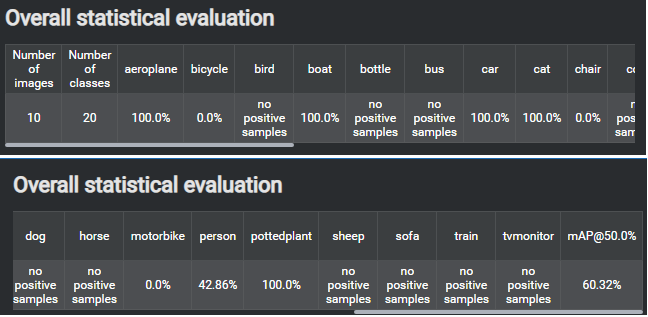 Overall statistical evaluation
Number of images
Number of classes
aeroplane
bicycle
bird
boat
bottle
bus
car
cat
chair
10
20
100.0%
0.0%
no positive samples
100.0%
no positive samples
no positive samples
100.0%
100.0%
0.0%
Overall statistical evaluation
dog
horse
motorbike
person
pottedplant
sheep
sofa
train
tvmonitor
mAP@50.0%
no positive samples
no positive samples
0.0%
42.86%
100.0%
no positive samples
no positive samples
no positive samples
no positive samples
60.32%